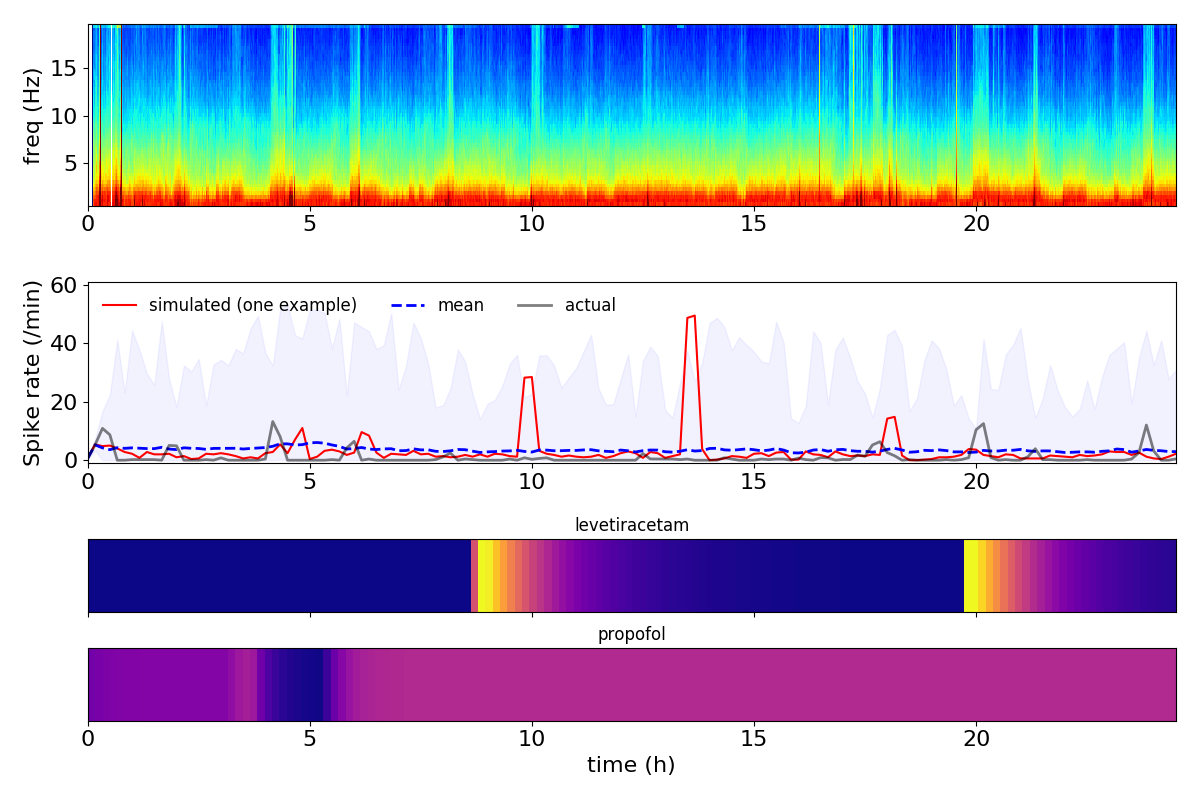 freq (Hz)
15
10
5
0 5 10 15 20
Spike rate (/min)
60
40
20
0
simulated (one example) mean actual
0 5 10 15 20
levetiracetam
propofol
0 5 10 15 20
time (h)